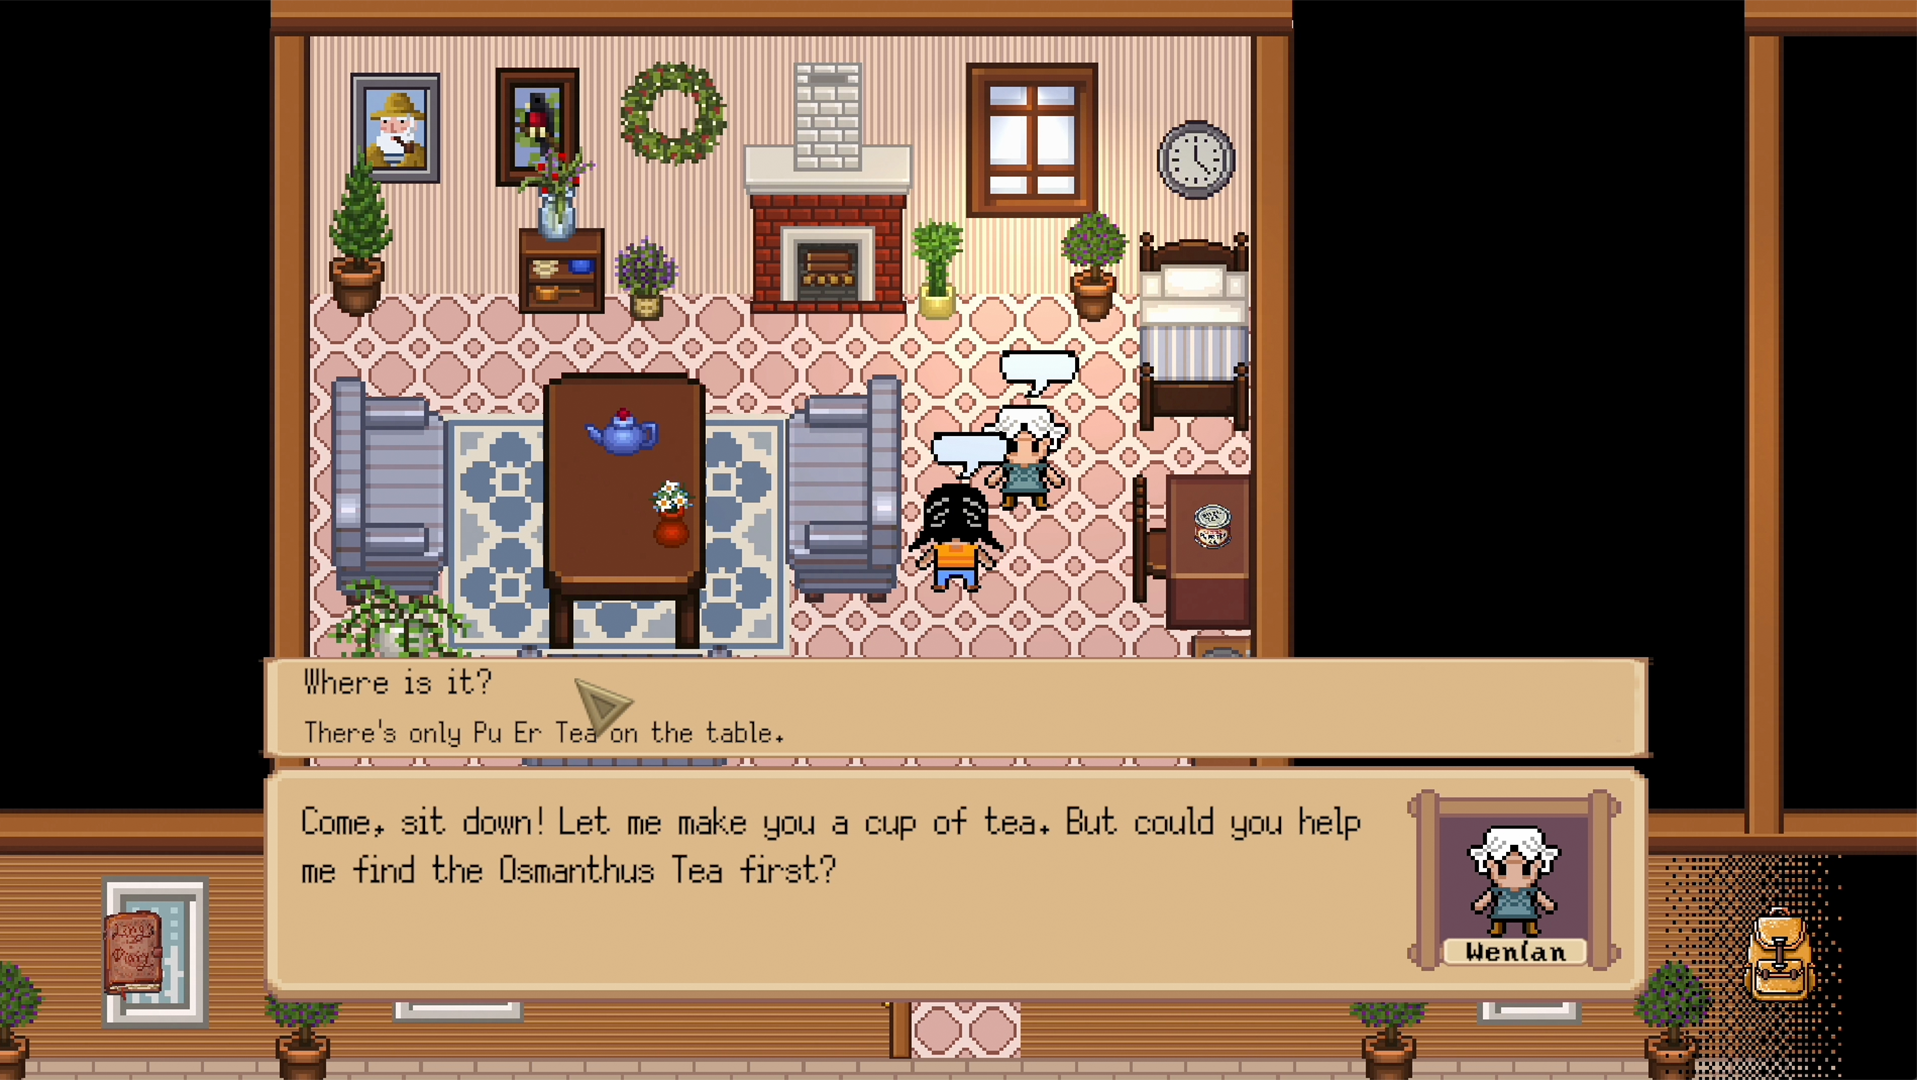 Where is it?
There's only Pu Er Tea on the table.
Come, sit down! Let me make you a cup of tea. But could you help
me find the Osmanthus Tea first?
Wenlan